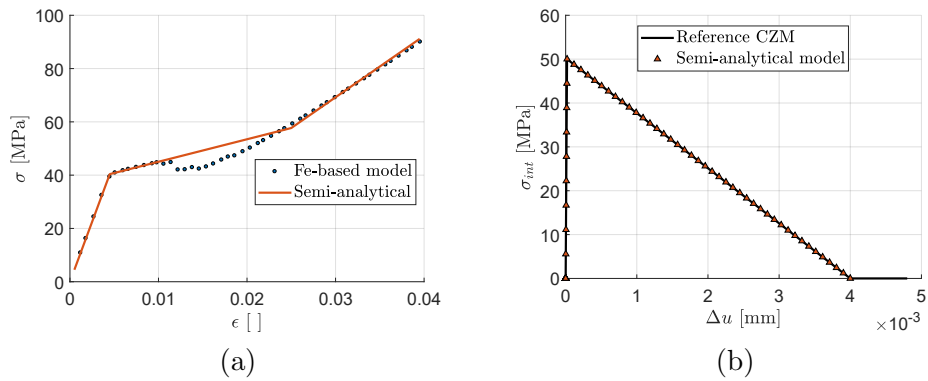 100
80
60
40
20
0
σ [MPa]
Fe-based model
Semi-analytical
0 0.01 0.02 0.03 0.04
ϵ [ ]
(a)
60
50
40
30
20
10
0
σ_int [MPa]
Reference CZM
Semi-analytical model
0 1 2 3 4 5
Δu [mm]
×10⁻³
(b)